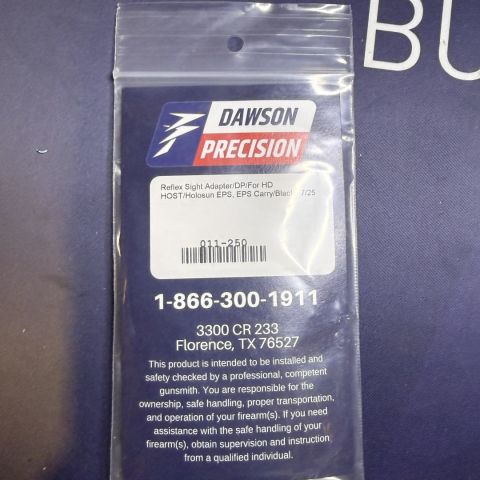 BU
DAWSON
PRECISION
Reflex Sight Adapter/DP/For HD
HOST/Holosun EPS, EPS Carry/Black 7/25
011-250
1-866-300-1911
3300 CR 233
Florence, TX 76527
This product is intended to be installed and
safety checked by a professional, competent
gunsmith. You are responsible for the
ownership, safe handling, proper transportation,
and operation of your firearm(s). If you need
assistance with the safe handling of your
firearm(s), obtain supervision and instruction
from a qualified individual.